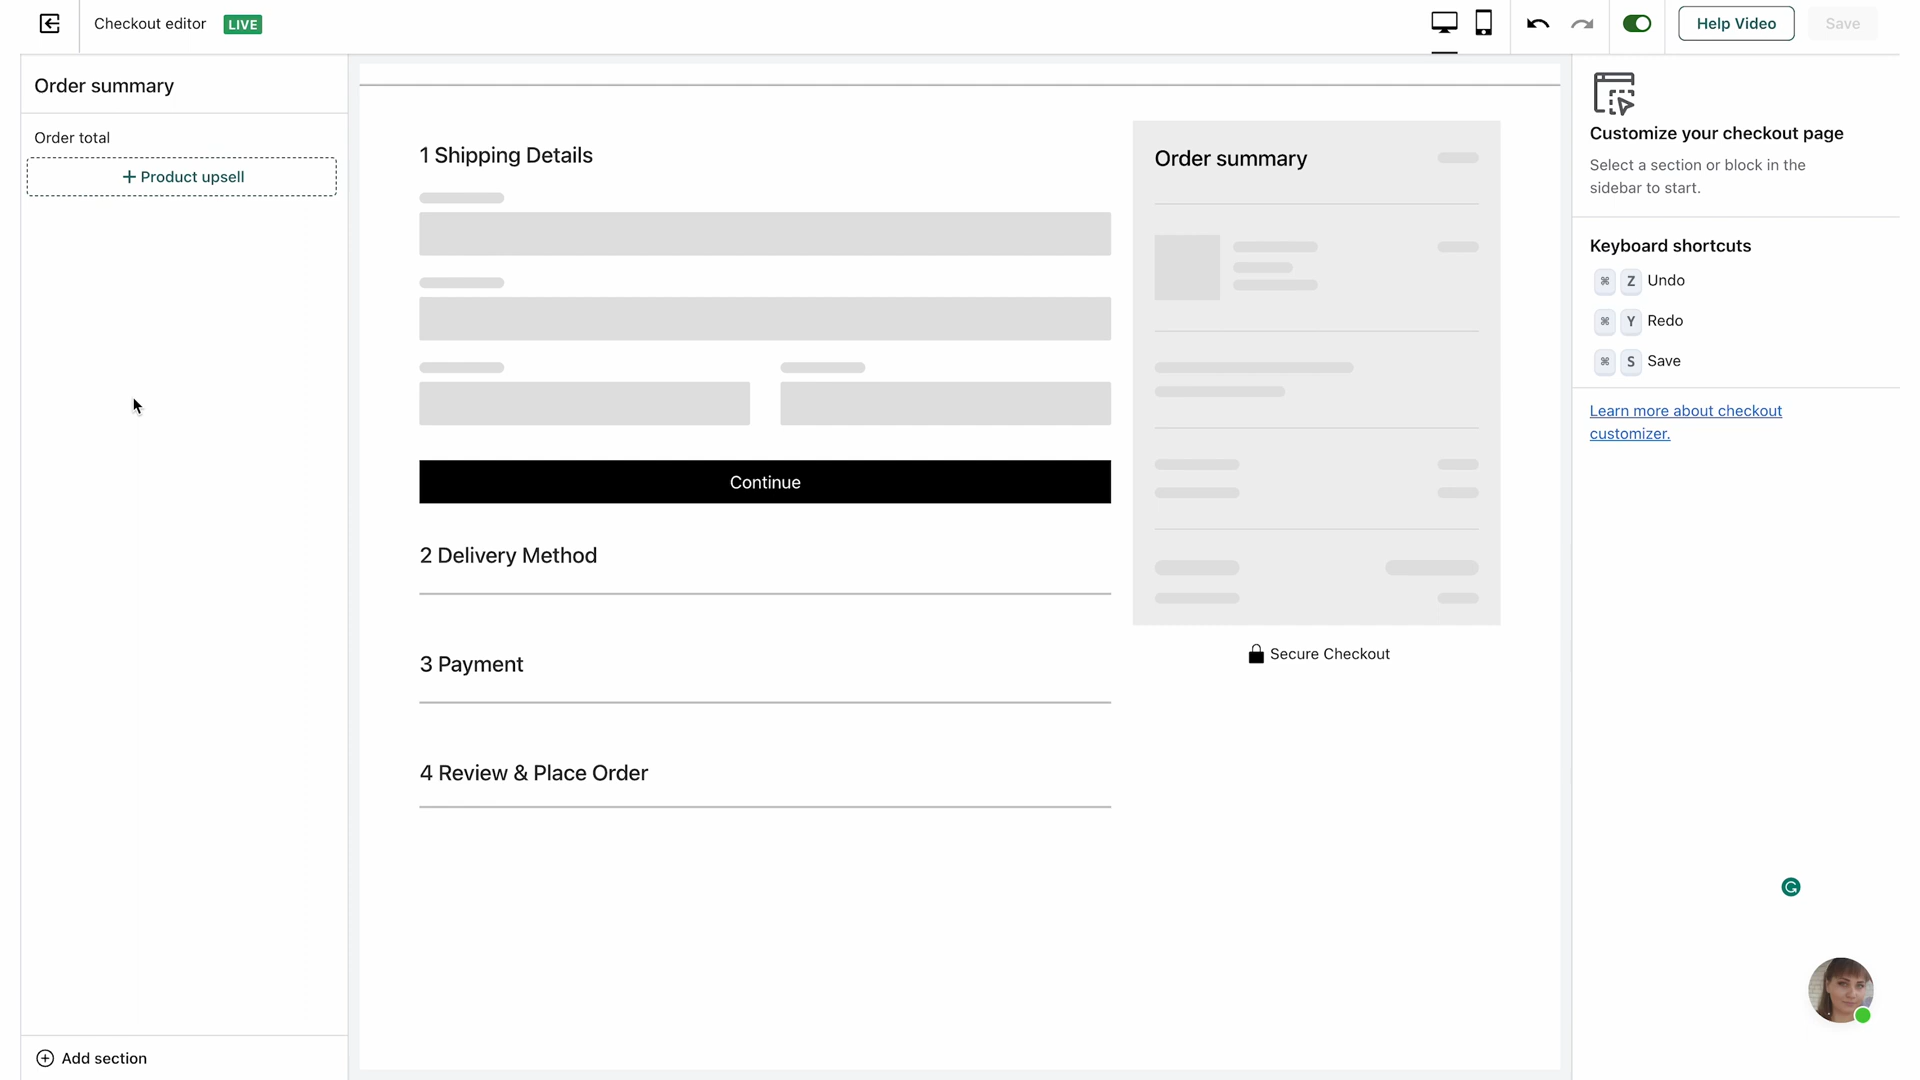 Checkout editor LIVE
Help Video
Save
Order summary
Order total
+ Product upsell
Add section
1 Shipping Details
Continue
2 Delivery Method
3 Payment
4 Review & Place Order
Order summary
Secure Checkout
Customize your checkout page
Select a section or block in the
sidebar to start.
Keyboard shortcuts
⌘ Z Undo
⌘ Y Redo
⌘ S Save
Learn more about checkout
customizer.